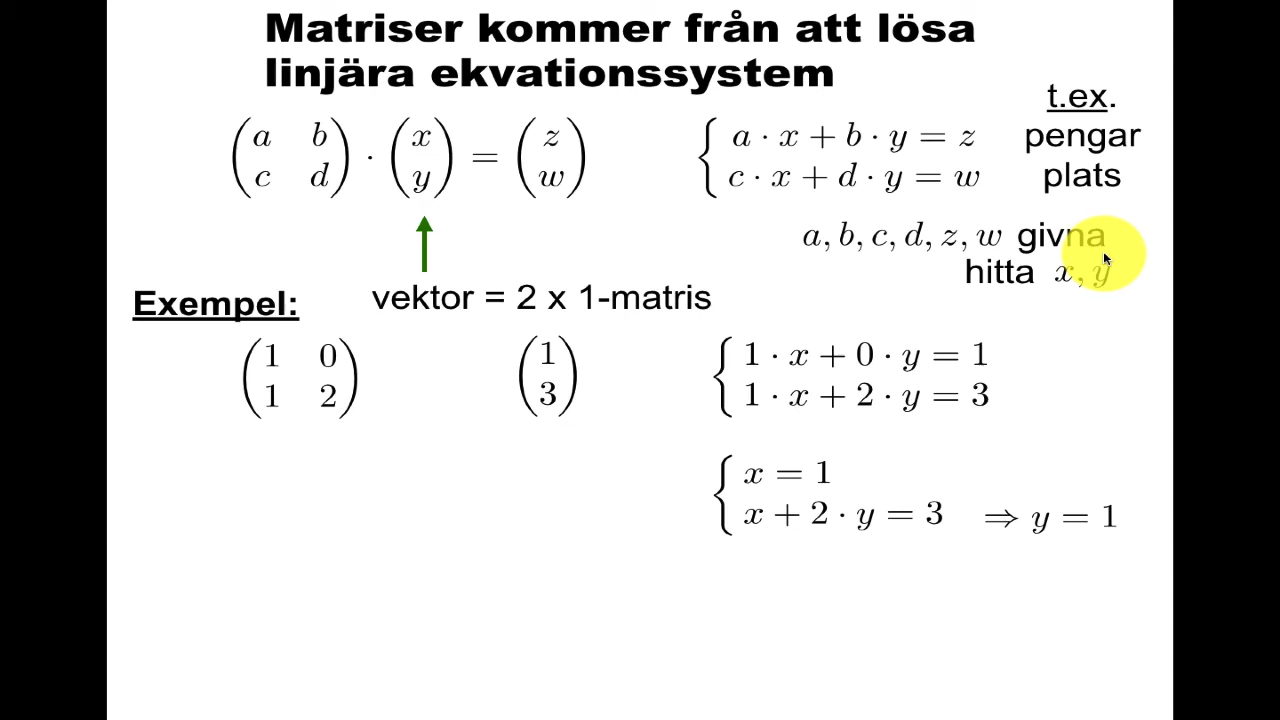 Matriser kommer från att lösa
linjära ekvationssystem
t.ex.
(a b; c d) · (x; y) = (z; w)
{ a · x + b · y = z pengar
c · x + d · y = w plats
a, b, c, d, z, w givna
hitta x, y
vektor = 2 x 1-matris
Exempel:
(1 0; 1 2) (1; 3)
{ 1 · x + 0 · y = 1
1 · x + 2 · y = 3
{ x = 1
x + 2 · y = 3 ⇒ y = 1